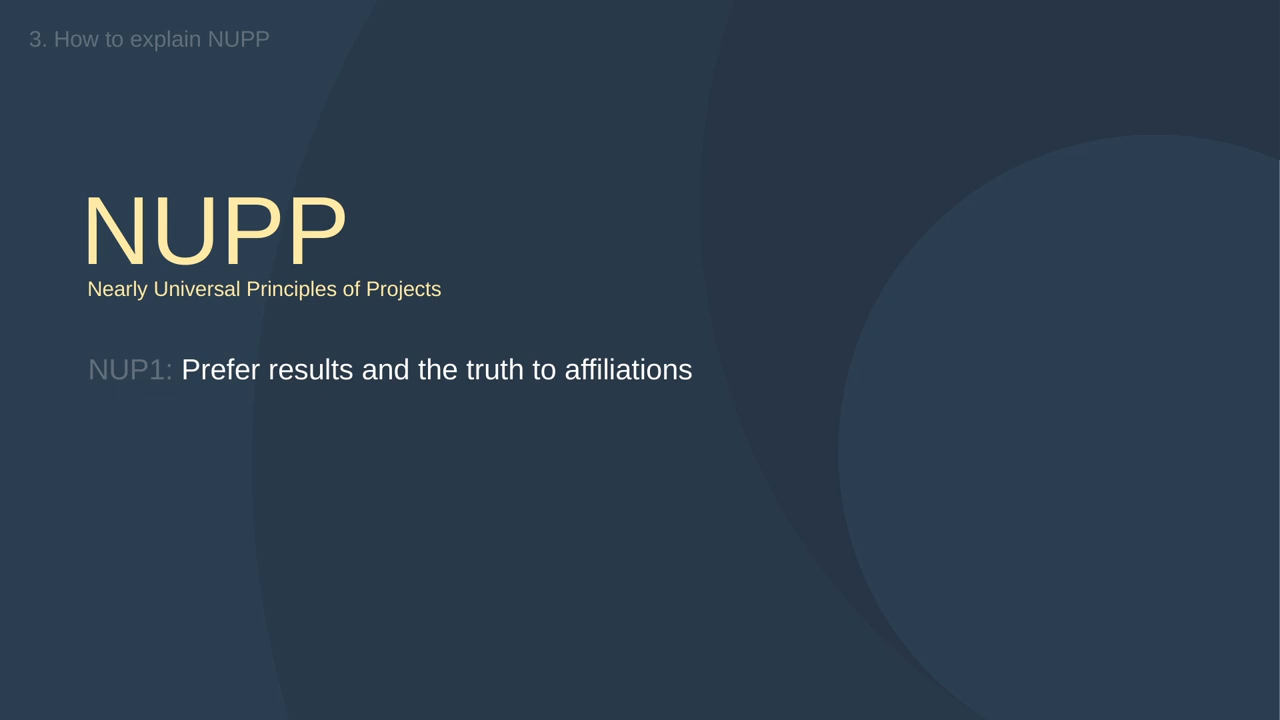 3. How to explain NUPP
NUPP
Nearly Universal Principles of Projects
NUP1: Prefer results and the truth to affiliations